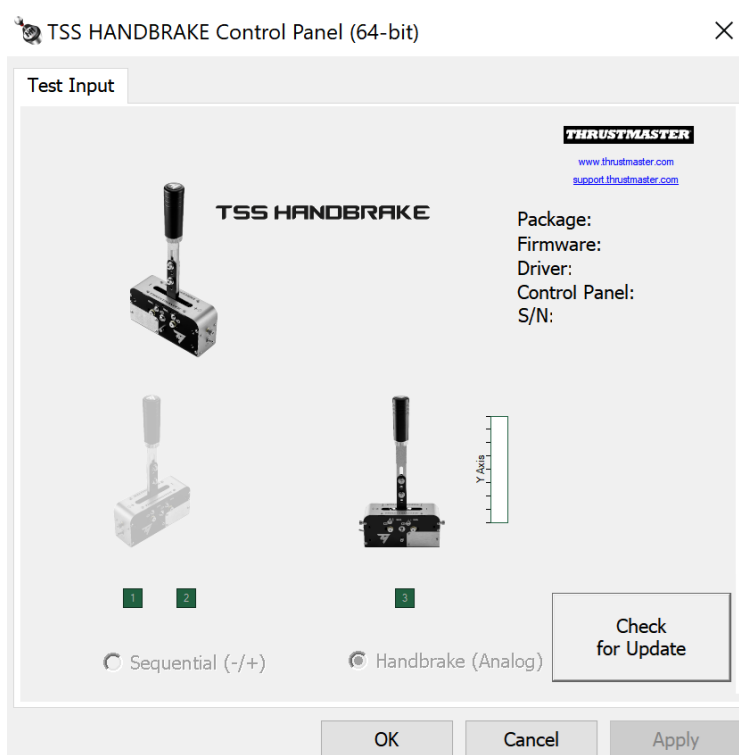 TSS HANDBRAKE Control Panel (64-bit)
Test Input
THRUSTMASTER
www.thrustmaster.com
support.thrustmaster.com
TSS HANDBRAKE
Package:
Firmware:
Driver:
Control Panel:
S/N:
Y Axis
1
2
3
Sequential (-/+)
Handbrake (Analog)
Check
for Update
OK
Cancel
Apply